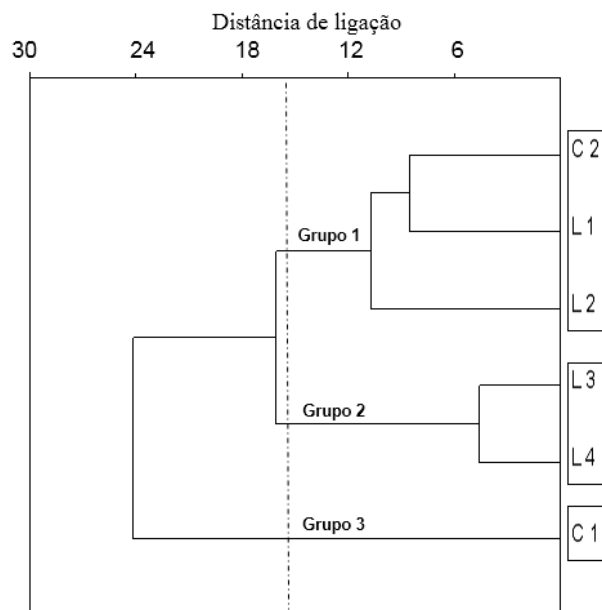 Distância de ligação
30 24 18 12 6
C 2
Grupo 1
L 1
L 2
L 3
Grupo 2
L 4
Grupo 3
C 1